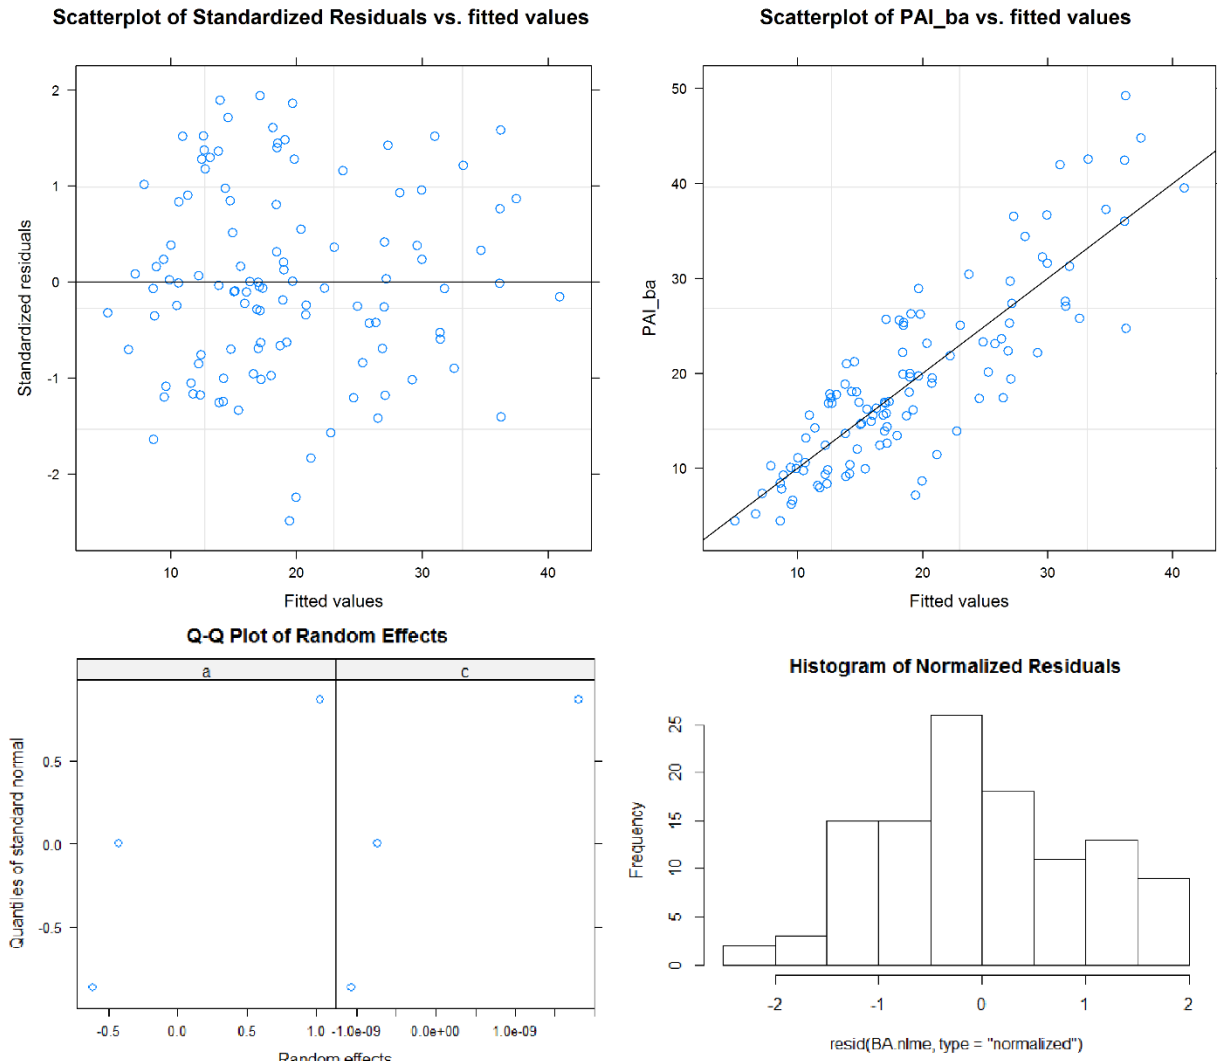 Scatterplot of Standardized Residuals vs. fitted values
2
1
0
-1
-2
Standardized residuals
10 20 30 40
Fitted values
Scatterplot of PAI_ba vs. fitted values
50
40
30
20
10
PAI_ba
10 20 30 40
Fitted values
Q-Q Plot of Random Effects
a c
0.5
0.0
-0.5
Quantiles of standard normal
-0.5 0.0 0.5 1.0 -1.0e-09 0.0e+00 1.0e-09
Random effects
Histogram of Normalized Residuals
25
20
15
10
5
0
Frequency
-2 -1 0 1 2
resid(BA.nlme, type = "normalized")